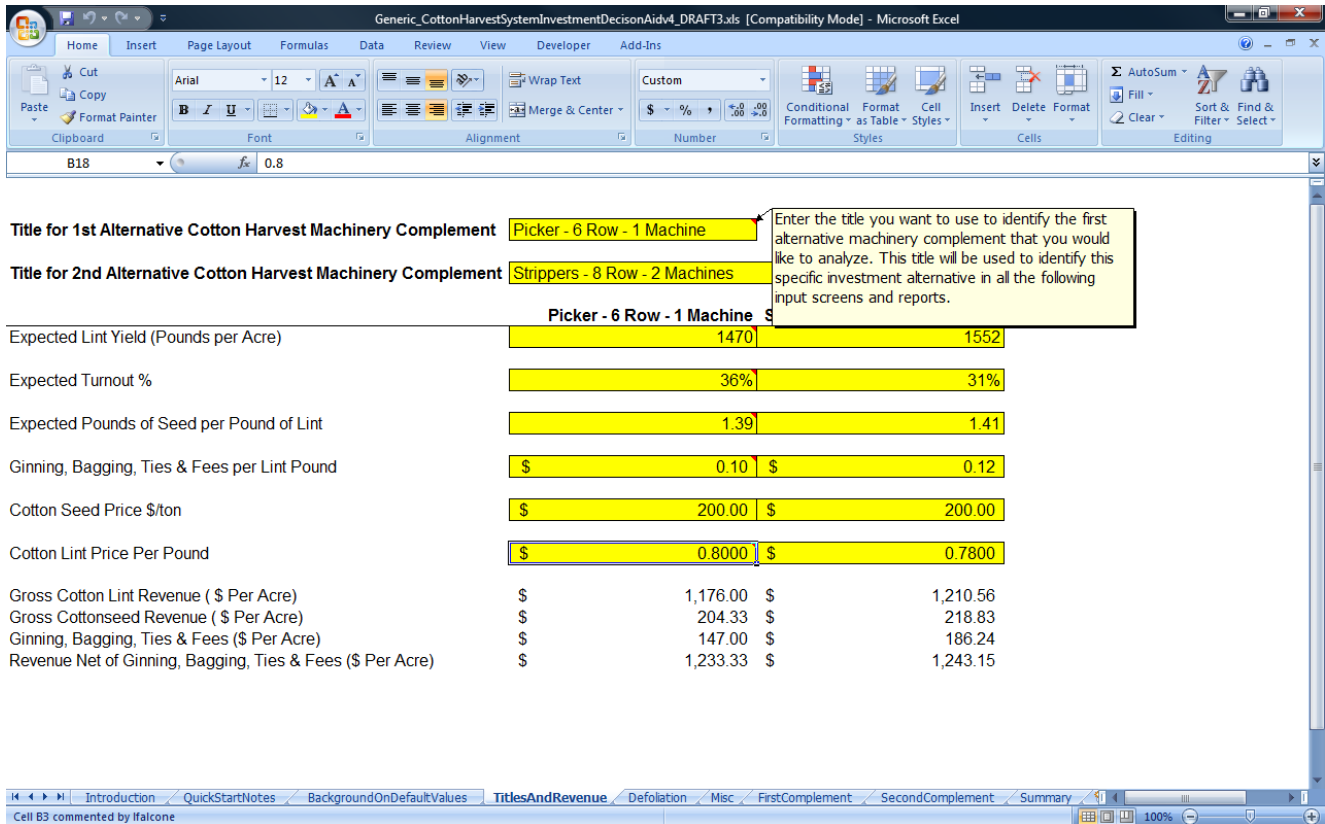 Generic_CottonHarvestSystemInvestmentDecisonAidv4_DRAFT3.xls [Compatibility Mode] - Microsoft Excel
Home Insert Page Layout Formulas Data Review View Developer Add-Ins
Paste
Cut
Copy
Format Painter
Clipboard
Arial 12
B I U
Font
Wrap Text
Merge & Center
Alignment
Custom
$ % ,
Number
Conditional Formatting
Format as Table
Cell Styles
Styles
Insert Delete Format
Cells
Σ AutoSum
Fill
Clear
Sort & Filter
Find & Select
Editing
B18 fx 0.8
Title for 1st Alternative Cotton Harvest Machinery Complement Picker - 6 Row - 1 Machine
Title for 2nd Alternative Cotton Harvest Machinery Complement Strippers - 8 Row - 2 Machines
Enter the title you want to use to identify the first
alternative machinery complement that you would
like to analyze. This title will be used to identify this
specific investment alternative in all the following
input screens and reports.
Picker - 6 Row - 1 Machine S
Expected Lint Yield (Pounds per Acre) 1470 1552
Expected Turnout % 36% 31%
Expected Pounds of Seed per Pound of Lint 1.39 1.41
Ginning, Bagging, Ties & Fees per Lint Pound $ 0.10 $ 0.12
Cotton Seed Price $/ton $ 200.00 $ 200.00
Cotton Lint Price Per Pound $ 0.8000 $ 0.7800
Gross Cotton Lint Revenue ( $ Per Acre) $ 1,176.00 $ 1,210.56
Gross Cottonseed Revenue ( $ Per Acre) $ 204.33 $ 218.83
Ginning, Bagging, Ties & Fees ($ Per Acre) $ 147.00 $ 186.24
Revenue Net of Ginning, Bagging, Ties & Fees ($ Per Acre) $ 1,233.33 $ 1,243.15
Introduction QuickStartNotes BackgroundOnDefaultValues TitlesAndRevenue Defoliation Misc FirstComplement SecondComplement Summary
Cell B3 commented by lfalcone 100%